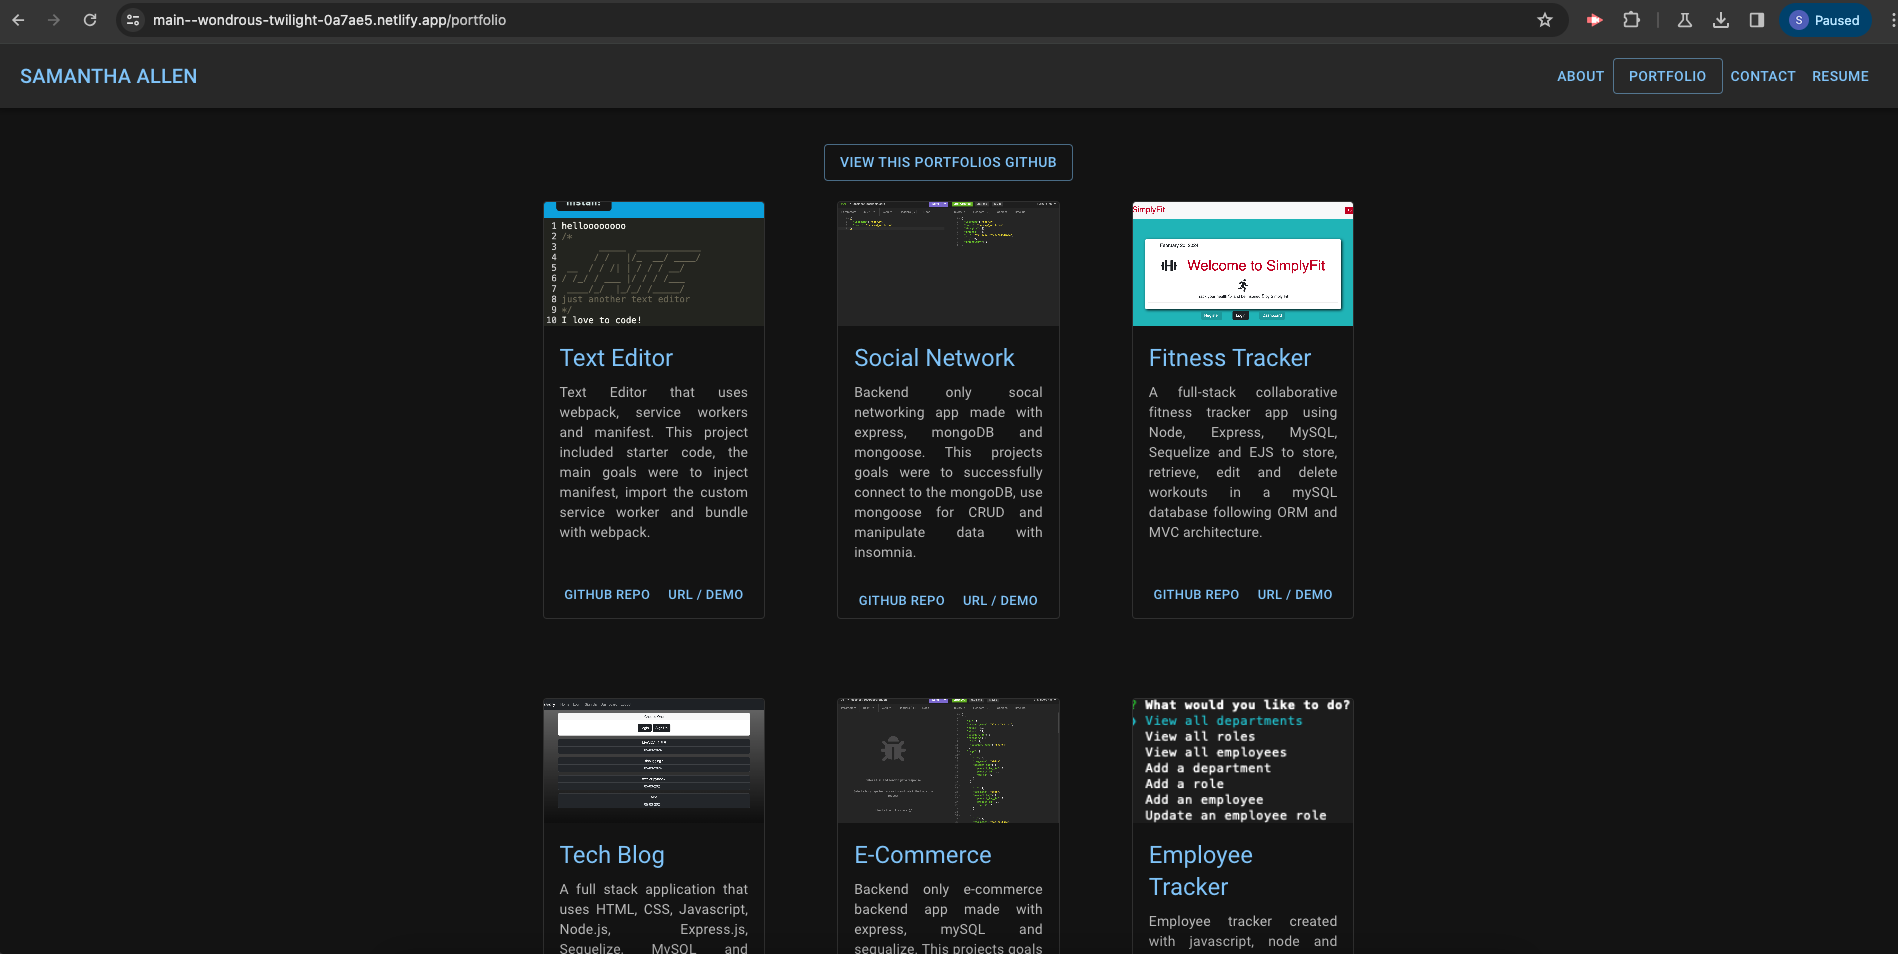 main--wondrous-twilight-0a7ae5.netlify.app/portfolio
S Paused
SAMANTHA ALLEN
ABOUT PORTFOLIO CONTACT RESUME
VIEW THIS PORTFOLIOS GITHUB
Install!
1 helloooooooo
2 /*
3
4
5
6
7
8 just another text editor
9 */
10 I love to code!
Text Editor
Text Editor that uses
webpack, service workers
and manifest. This project
included starter code, the
main goals were to inject
manifest, import the custom
service worker and bundle
with webpack.
GITHUB REPO URL / DEMO
Social Network
Backend only socal
networking app made with
express, mongoDB and
mongoose. This projects
goals were to successfully
connect to the mongoDB, use
mongoose for CRUD and
manipulate data with
insomnia.
GITHUB REPO URL / DEMO
SimplyFit
Welcome to SimplyFit
Login
Fitness Tracker
A full-stack collaborative
fitness tracker app using
Node, Express, MySQL,
Sequelize and EJS to store,
retrieve, edit and delete
workouts in a mySQL
database following ORM and
MVC architecture.
GITHUB REPO URL / DEMO
Tech Blog
A full stack application that
uses HTML, CSS, Javascript,
Node.js, Express.js,
Sequelize, MySQL and
E-Commerce
Backend only e-commerce
backend app made with
express, mySQL and
sequalize. This projects goals
? What would you like to do?
❯ View all departments
View all roles
View all employees
Add a department
Add a role
Add an employee
Update an employee role
Employee
Tracker
Employee tracker created
with javascript, node and